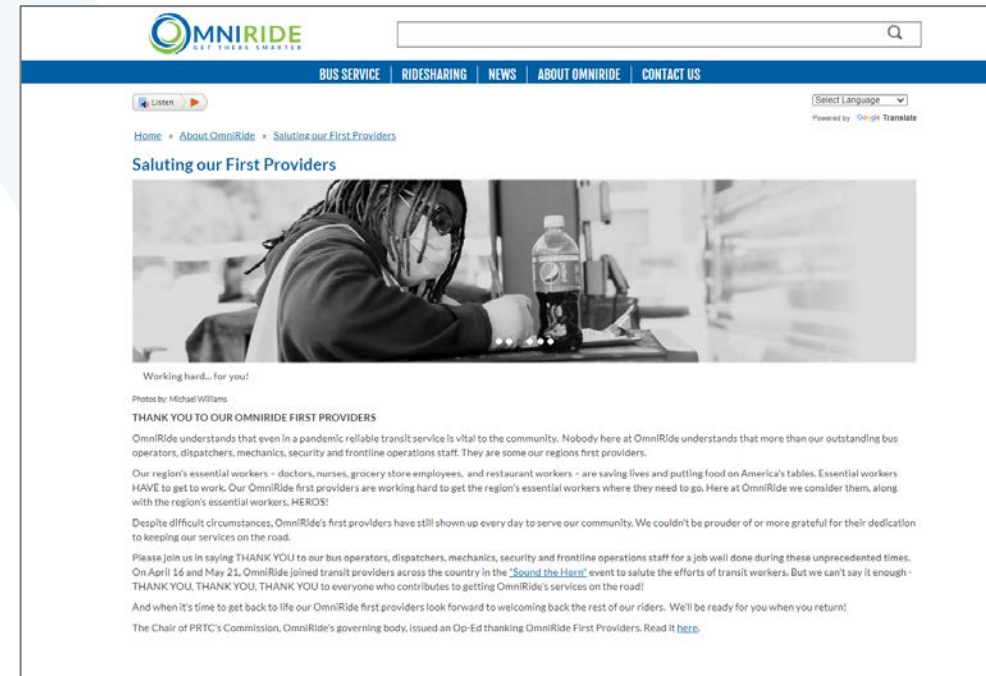 OMNIRIDE
GET THERE SMARTER
BUS SERVICE | RIDESHARING | NEWS | ABOUT OMNIRIDE | CONTACT US
Listen
Select Language
Powered by Google Translate
Home » About OmniRide » Saluting our First Providers
Saluting our First Providers
Working hard... for you!
Photos by: Michael Williams
THANK YOU TO OUR OMNIRIDE FIRST PROVIDERS
OmniRide understands that even in a pandemic reliable transit service is vital to the community. Nobody here at OmniRide understands that more than our outstanding bus
operators, dispatchers, mechanics, security and frontline operations staff. They are some our regions first providers.
Our region's essential workers – doctors, nurses, grocery store employees, and restaurant workers – are saving lives and putting food on America's tables. Essential workers
HAVE to get to work. Our OmniRide first providers are working hard to get the region's essential workers where they need to go. Here at OmniRide we consider them, along
with the region's essential workers, HEROS!
Despite difficult circumstances, OmniRide's first providers have still shown up every day to serve our community. We couldn't be prouder of or more grateful for their dedication
to keeping our services on the road.
Please join us in saying THANK YOU to our bus operators, dispatchers, mechanics, security and frontline operations staff for a job well done during these unprecedented times.
On April 16 and May 21, OmniRide joined transit providers across the country in the "Sound the Horn" event to salute the efforts of transit workers. But we can't say it enough -
THANK YOU, THANK YOU, THANK YOU to everyone who contributes to getting OmniRide's services on the road!
And when it's time to get back to life our OmniRide first providers look forward to welcoming back the rest of our riders. We'll be ready for you when you return!
The Chair of PRTC's Commission, OmniRide's governing body, issued an Op-Ed thanking OmniRide First Providers. Read it here.